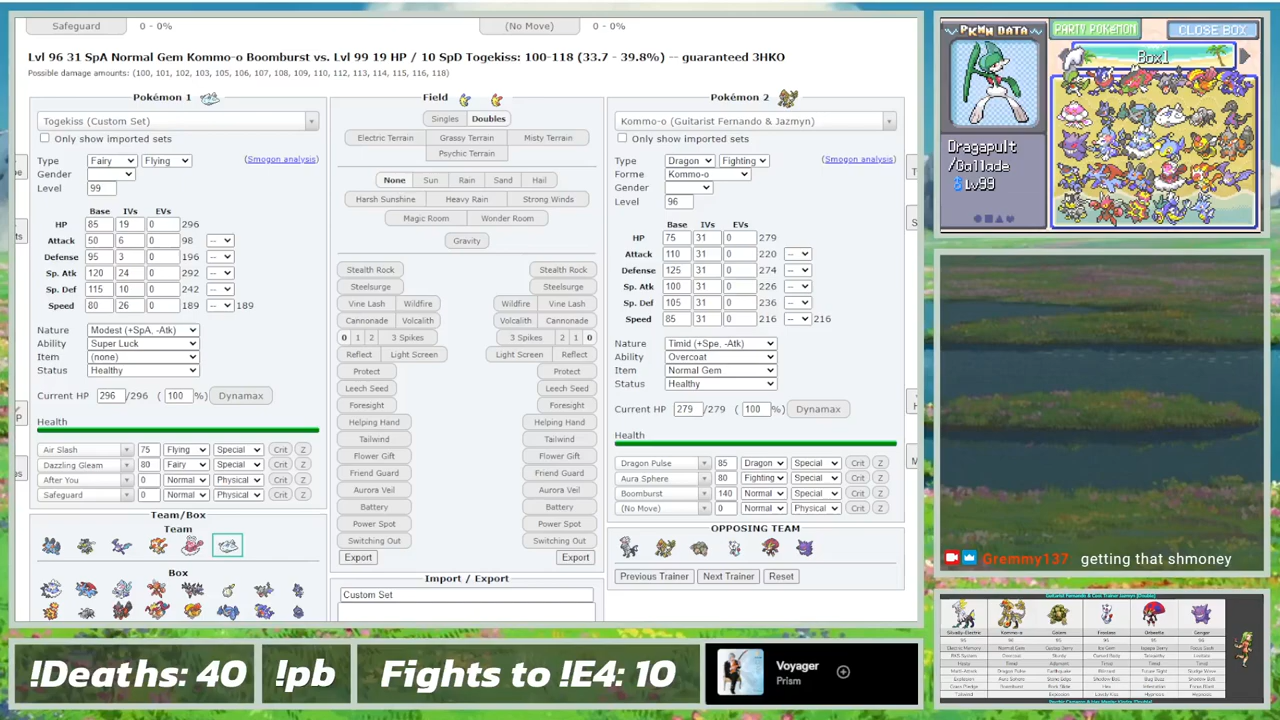 Safeguard 0 - 0% (No Move) 0 - 0%
Lvl 96 31 SpA Normal Gem Kommo-o Boomburst vs. Lvl 99 19 HP / 10 SpD Togekiss: 100-118 (33.7 - 39.8%) -- guaranteed 3HKO
Possible damage amounts: (100, 101, 102, 103, 105, 106, 107, 108, 109, 110, 112, 113, 114, 115, 116, 118)
Pokémon 1
Togekiss (Custom Set)
Only show imported sets
Type Fairy Flying (Smogon analysis)
Gender
Level 99
Base IVs EVs
HP 85 19 0 296
Attack 50 6 0 98 --
Defense 95 3 0 196 --
Sp. Atk 120 24 0 292 --
Sp. Def 115 10 0 242 --
Speed 80 26 0 189 -- 189
Nature Modest (+SpA, -Atk)
Ability Super Luck
Item (none)
Status Healthy
Current HP 296 /296 ( 100 %) Dynamax
Health
Air Slash 75 Flying Special Crit Z
Dazzling Gleam 80 Fairy Special Crit Z
After You 0 Normal Physical Crit Z
Safeguard 0 Normal Physical Crit Z
Team/Box
Team
Box
Field
Singles Doubles
Electric Terrain Grassy Terrain Misty Terrain
Psychic Terrain
None Sun Rain Sand Hail
Harsh Sunshine Heavy Rain Strong Winds
Magic Room Wonder Room
Gravity
Stealth Rock Stealth Rock
Steelsurge Steelsurge
Vine Lash Wildfire Wildfire Vine Lash
Cannonade Volcalith Volcalith Cannonade
0 1 2 3 Spikes 3 Spikes 2 1 0
Reflect Light Screen Light Screen Reflect
Protect Protect
Leech Seed Leech Seed
Foresight Foresight
Helping Hand Helping Hand
Tailwind Tailwind
Flower Gift Flower Gift
Friend Guard Friend Guard
Aurora Veil Aurora Veil
Battery Battery
Power Spot Power Spot
Switching Out Switching Out
Export Export
Import / Export
Custom Set
Pokémon 2
Kommo-o (Guitarist Fernando & Jazmyn)
Only show imported sets
Type Dragon Fighting (Smogon analysis)
Forme Kommo-o
Gender
Level 96
Base IVs EVs
HP 75 31 0 279
Attack 110 31 0 220 --
Defense 125 31 0 274 --
Sp. Atk 100 31 0 226 --
Sp. Def 105 31 0 236 --
Speed 85 31 0 216 -- 216
Nature Timid (+Spe, -Atk)
Ability Overcoat
Item Normal Gem
Status Healthy
Current HP 279 /279 ( 100 %) Dynamax
Health
Dragon Pulse 85 Dragon Special Crit Z
Aura Sphere 80 Fighting Special Crit Z
Boomburst 140 Normal Special Crit Z
(No Move) 0 Normal Physical Crit Z
OPPOSING TEAM
Previous Trainer Next Trainer Reset
PKMN DATA PARTY POKéMON CLOSE BOX
Box1
Dragapult
/Gallade
♂Lv99
Gremmy137 getting that shmoney
Voyager
Prism